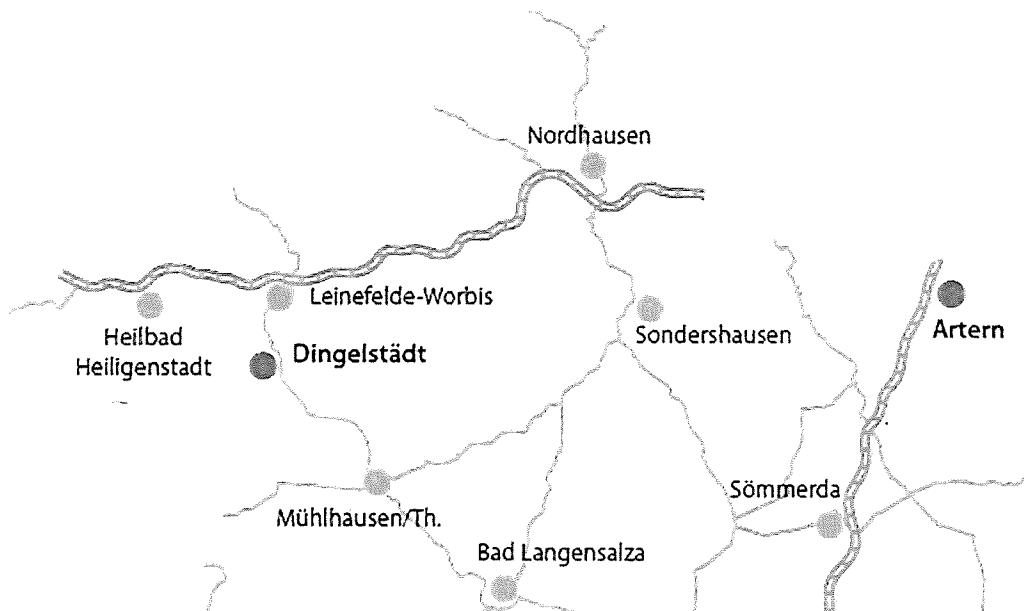 Nordhausen
Leinefelde-Worbis
Heilbad
Heiligenstadt
Sondershausen
Artern
Dingelstädt
Sömmerda
Mühlhausen/Th.
Bad Langensalza